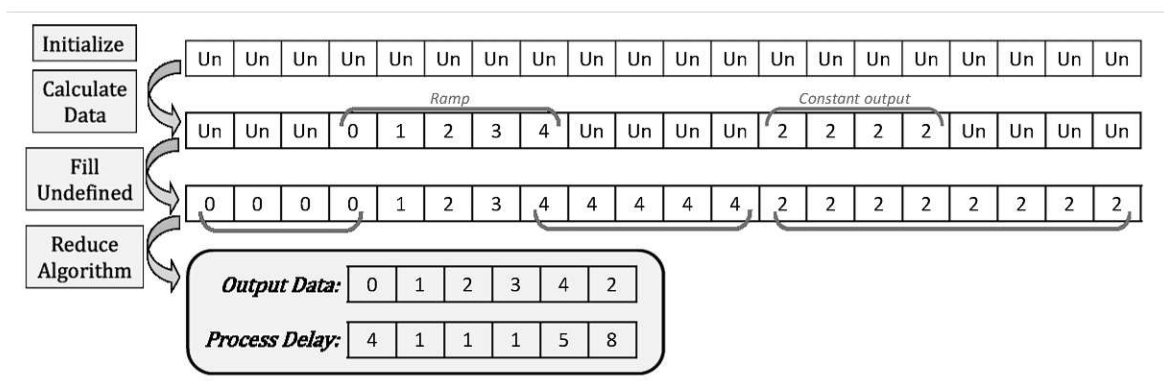 Initialize
Un Un Un Un Un Un Un Un Un Un Un Un Un Un Un Un Un Un Un Un
Calculate
Data
Ramp Constant output
Un Un Un 0 1 2 3 4 Un Un Un Un 2 2 2 2 Un Un Un Un
Fill
Undefined
0 0 0 0 1 2 3 4 4 4 4 4 2 2 2 2 2 2 2 2
Reduce
Algorithm
Output Data: 0 1 2 3 4 2
Process Delay: 4 1 1 1 5 8